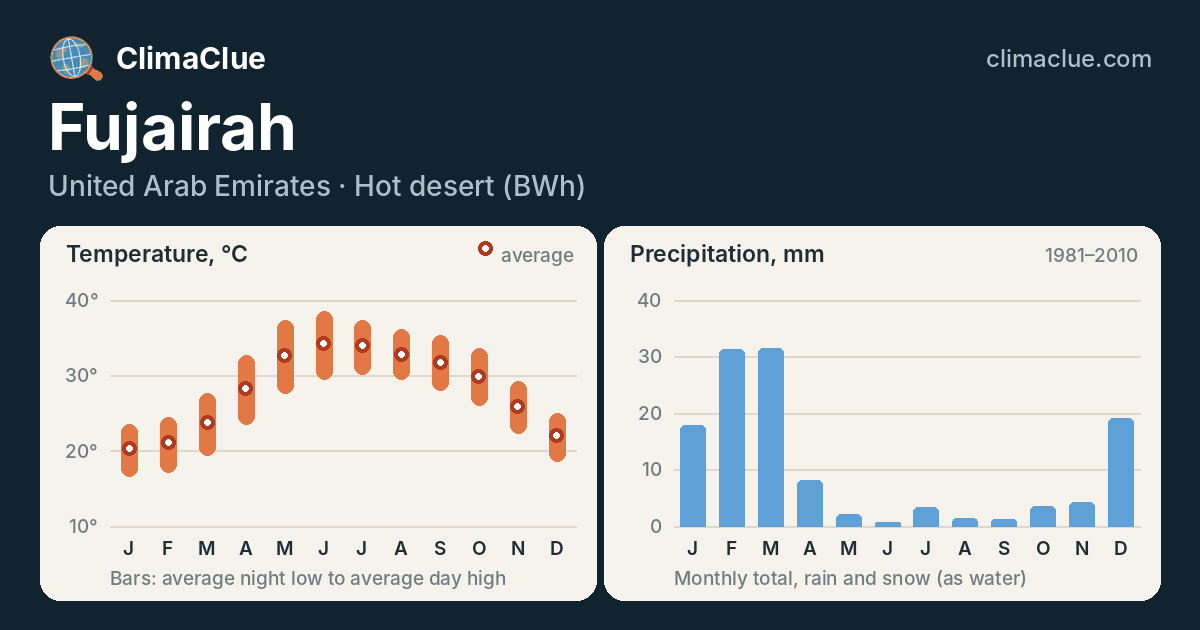 ClimaClue
climaclue.com
Fujairah
United Arab Emirates · Hot desert (BWh)
Temperature, °C
average
40°
30°
20°
10°
J F M A M J J A S O N D
Bars: average night low to average day high
Precipitation, mm
1981–2010
40
30
20
10
0
J F M A M J J A S O N D
Monthly total, rain and snow (as water)